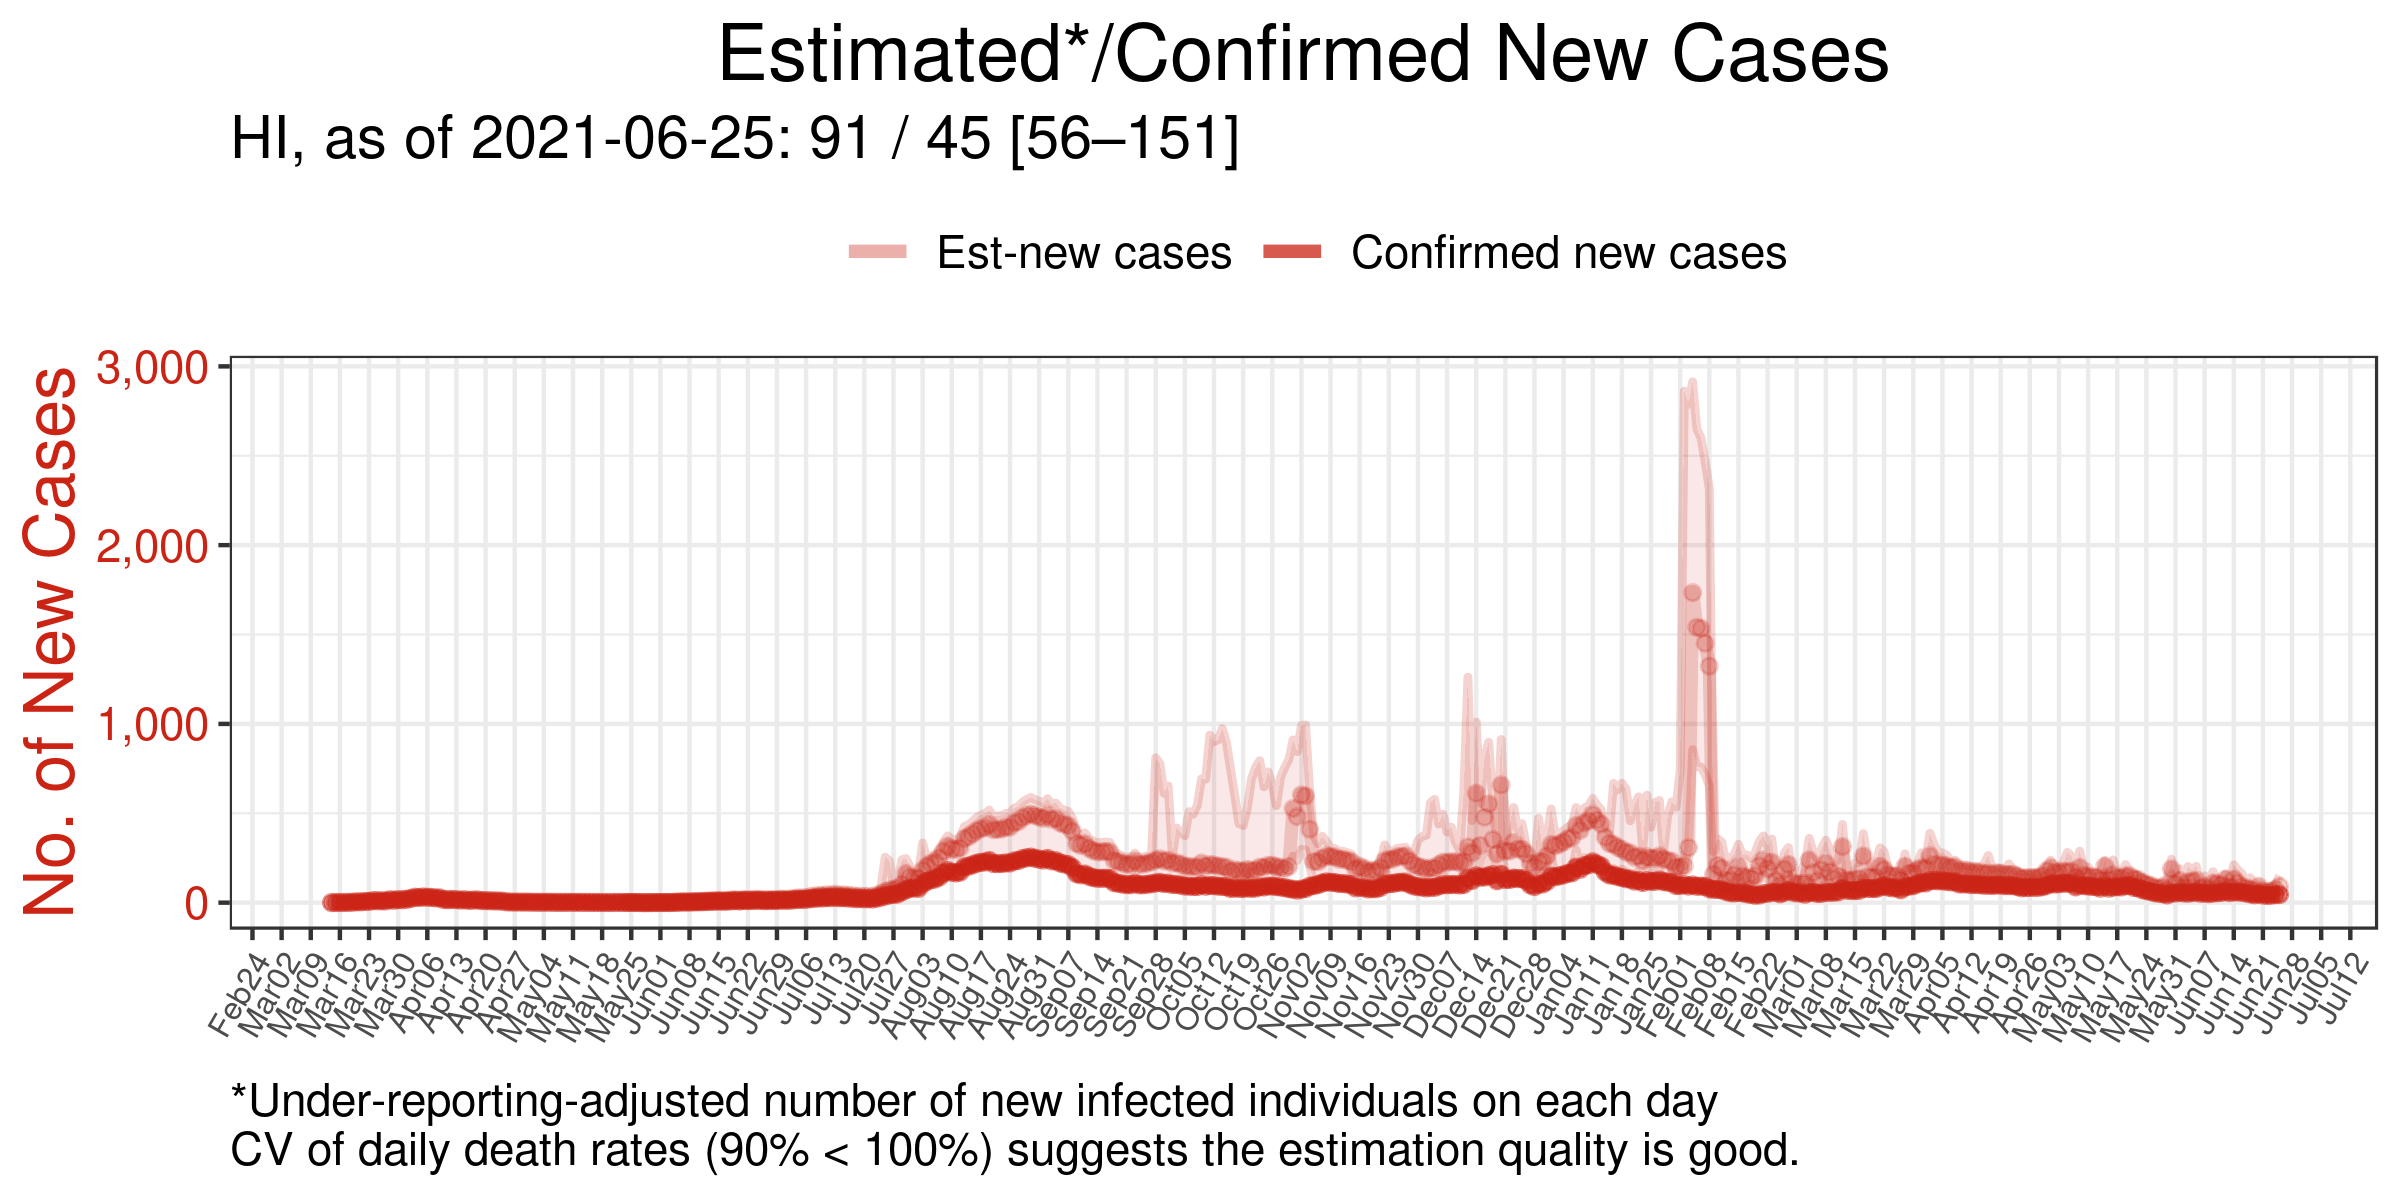 Estimated*/Confirmed New Cases
HI, as of 2021-06-25: 91 / 45 [56–151]
Est-new cases Confirmed new cases
No. of New Cases
3,000
2,000
1,000
0
Feb24 Mar02 Mar09 Mar16 Mar23 Mar30 Apr06 Apr13 Apr20 Apr27 May04 May11 May18 May25 Jun01 Jun08 Jun15 Jun22 Jun29 Jul06 Jul13 Jul20 Jul27 Aug03 Aug10 Aug17 Aug24 Aug31 Sep07 Sep14 Sep21 Sep28 Oct05 Oct12 Oct19 Oct26 Nov02 Nov09 Nov16 Nov23 Nov30 Dec07 Dec14 Dec21 Dec28 Jan04 Jan11 Jan18 Jan25 Feb01 Feb08 Feb15 Feb22 Mar01 Mar08 Mar15 Mar22 Mar29 Apr05 Apr12 Apr19 Apr26 May03 May10 May17 May24 May31 Jun07 Jun14 Jun21 Jun28 Jul05 Jul12
*Under-reporting-adjusted number of new infected individuals on each day
CV of daily death rates (90% < 100%) suggests the estimation quality is good.